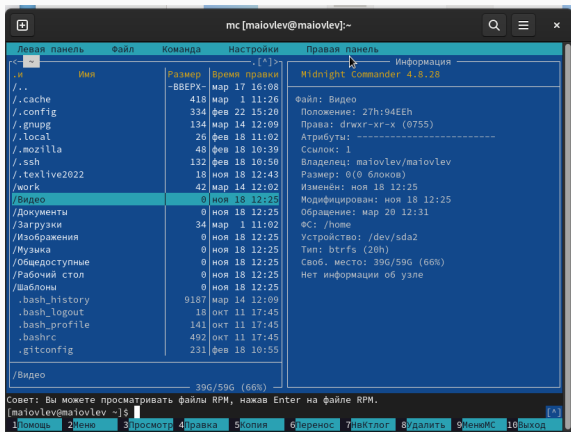 mc [maiovlev@maiovlev]:~
Левая панель Файл Команда Настройки Правая панель
~ .[^]>
.и Имя Размер Время правки
/.. -ВВЕРХ- мар 17 16:08
/.cache 418 мар 1 11:26
/.config 334 фев 22 15:20
/.gnupg 134 мар 14 12:09
/.local 26 фев 18 11:02
/.mozilla 48 фев 18 10:39
/.ssh 132 фев 18 10:50
/.texlive2022 18 ноя 18 12:43
/work 42 мар 14 12:02
/Видео 0 ноя 18 12:25
/Документы 0 ноя 18 12:25
/Загрузки 34 мар 1 11:02
/Изображения 0 ноя 18 12:25
/Музыка 0 ноя 18 12:25
/Общедоступные 0 ноя 18 12:25
/Рабочий стол 0 ноя 18 12:25
/Шаблоны 0 ноя 18 12:25
.bash_history 9187 мар 14 12:09
.bash_logout 18 окт 11 17:45
.bash_profile 141 окт 11 17:45
.bashrc 492 окт 11 17:45
.gitconfig 231 фев 18 10:55
/Видео
39G/59G (66%)
Информация
Midnight Commander 4.8.28
Файл: Видео
Положение: 27h:94EEh
Права: drwxr-xr-x (0755)
Атрибуты: ------------------------
Ссылок: 1
Владелец: maiovlev/maiovlev
Размер: 0(0 блоков)
Изменён: ноя 18 12:25
Модифицирован: ноя 18 12:25
Обращение: мар 20 12:31
ФС: /home
Устройство: /dev/sda2
Тип: btrfs (20h)
Своб. место: 39G/59G (66%)
Нет информации об узле
Совет: Вы можете просматривать файлы RPM, нажав Enter на файле RPM.
[maiovlev@maiovlev ~]$ [^]
1Помощь 2Меню 3Просмотр 4Правка 5Копия 6Перенос 7НвКтлог 8Удалить 9МенюМС 10Выход